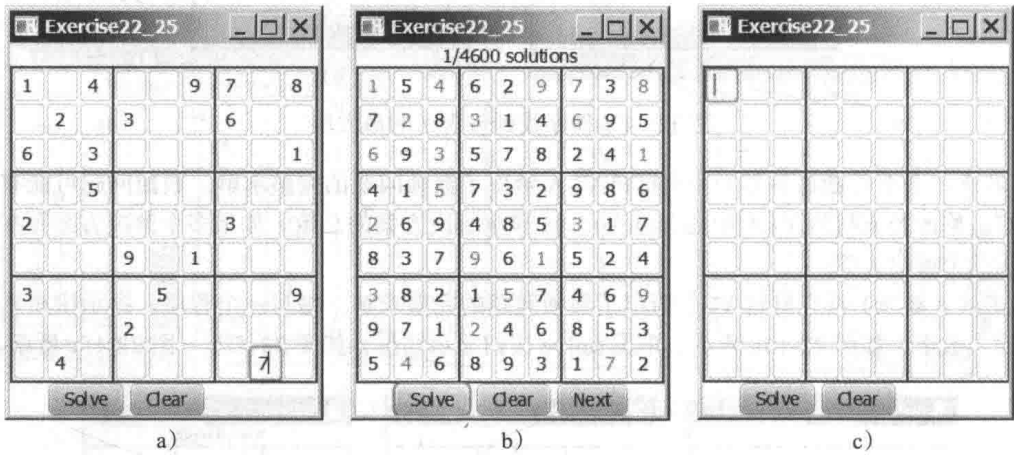 Exercise22_25
1 4 9 7 8
2 3 6
6 3 1
5
2 3
9 1
3 5 9
2
4 7
Solve Clear
a)
Exercise22_25
1/4600 solutions
1 5 4 6 2 9 7 3 8
7 2 8 3 1 4 6 9 5
6 9 3 5 7 8 2 4 1
4 1 5 7 3 2 9 8 6
2 6 9 4 8 5 3 1 7
8 3 7 9 6 1 5 2 4
3 8 2 1 5 7 4 6 9
9 7 1 2 4 6 8 5 3
5 4 6 8 9 3 1 7 2
Solve Clear Next
b)
Exercise22_25
Solve Clear
c)